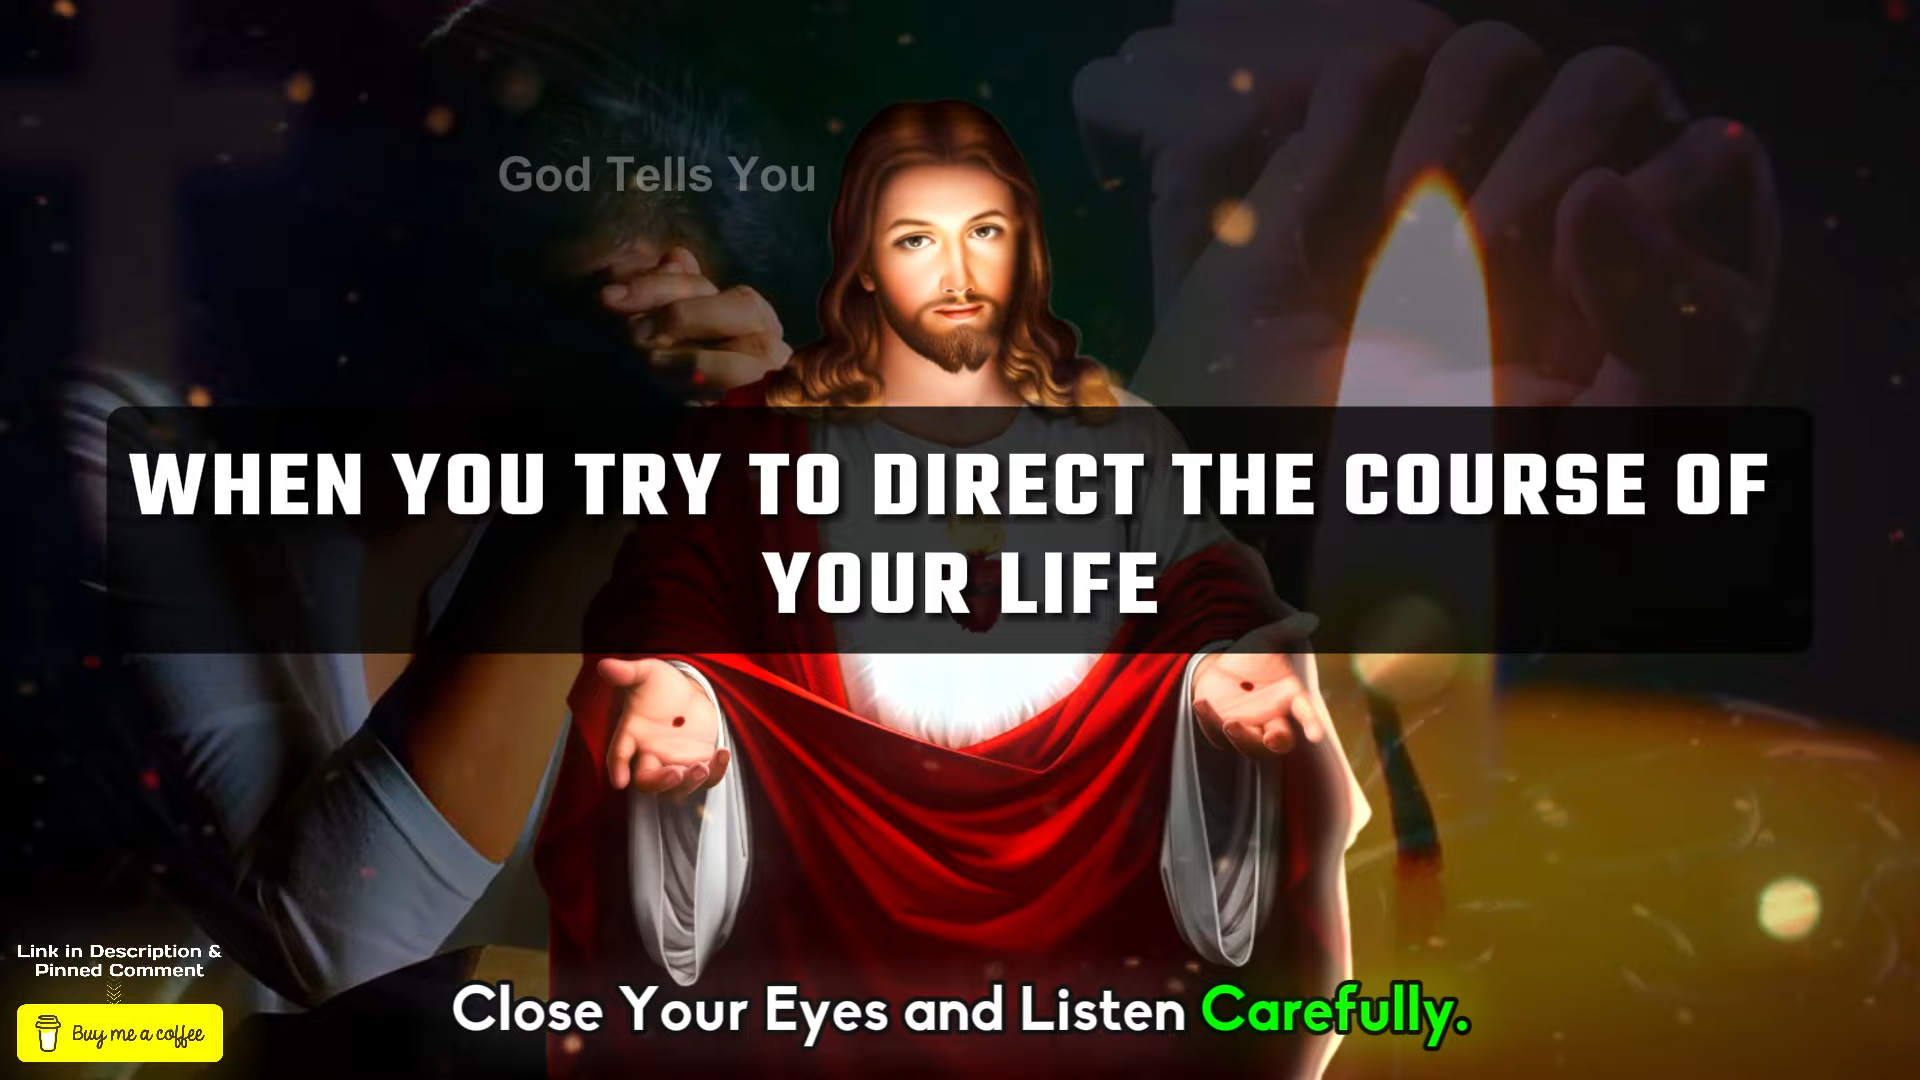 God Tells You
WHEN YOU TRY TO DIRECT THE COURSE OF
YOUR LIFE
Link in Description &
Pinned Comment
Buy me a coffee
Close Your Eyes and Listen Carefully.